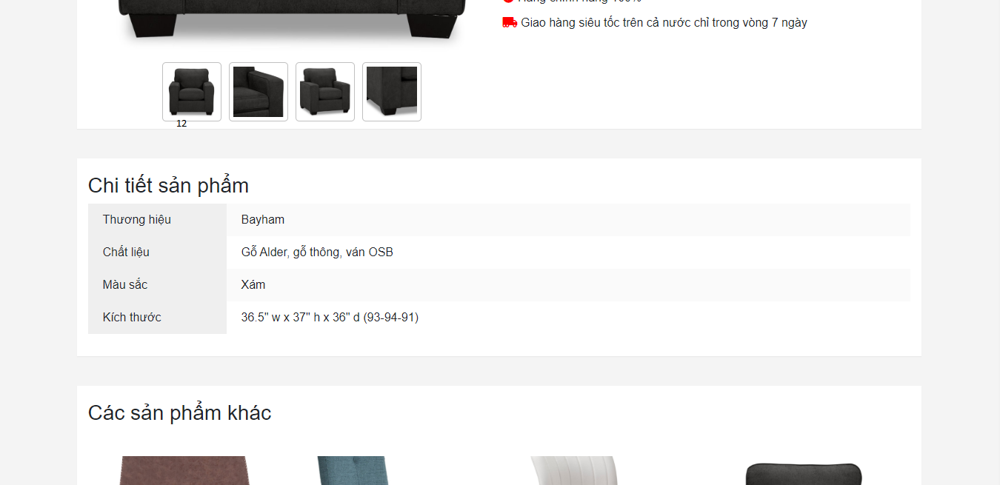 Hàng chính hãng 100%
Giao hàng siêu tốc trên cả nước chỉ trong vòng 7 ngày
12
Chi tiết sản phẩm
Thương hiệu Bayham
Chất liệu Gỗ Alder, gỗ thông, ván OSB
Màu sắc Xám
Kích thước 36.5" w x 37" h x 36" d (93-94-91)
Các sản phẩm khác